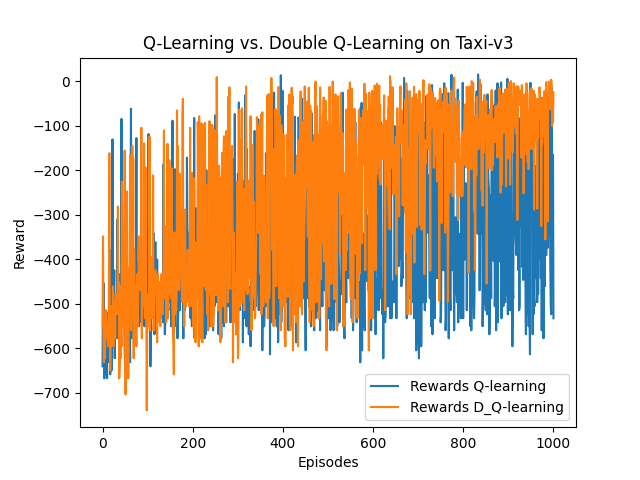 Q-Learning vs. Double Q-Learning on Taxi-v3
0
−100
−200
−300
−400
−500
−600
−700
Reward
Rewards Q-learning
Rewards D_Q-learning
0
200
400
600
800
1000
Episodes